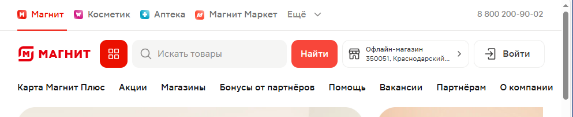 Магнит Косметик Аптека Магнит Маркет Ещё 8 800 200-90-02
МАГНИТ Искать товары Найти Офлайн-магазин Войти
350051, Краснодарский...
Карта Магнит Плюс Акции Магазины Бонусы от партнёров Помощь Вакансии Партнёрам О компании